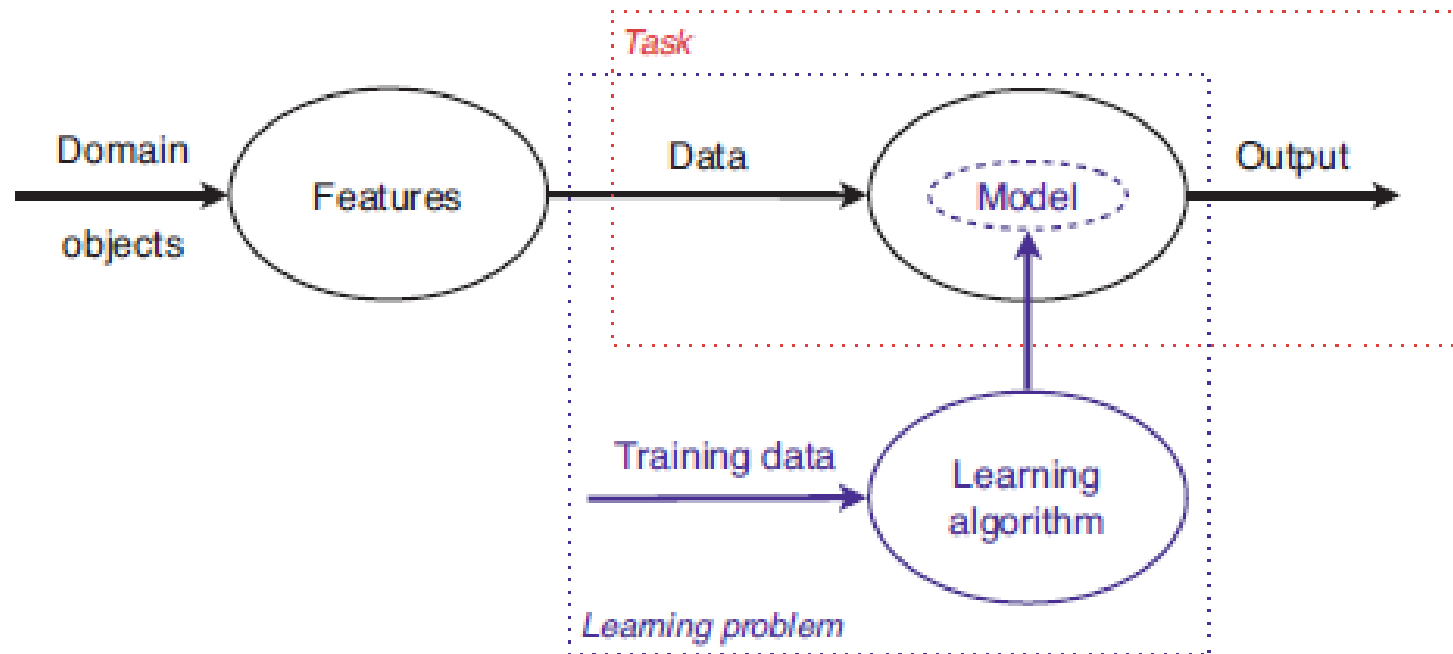 Task
Domain
objects
Features
Data
Model
Output
Training data
Learning
algorithm
Learning problem